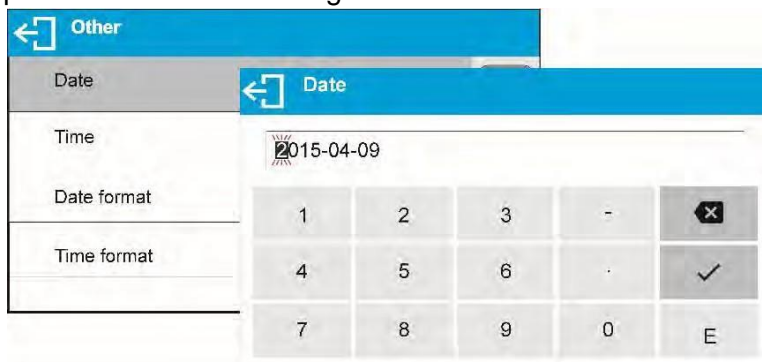 Other
Date
Time
Date format
Time format
Date
2015-04-09
1 2 3 -
4 5 6 .
7 8 9 0 E